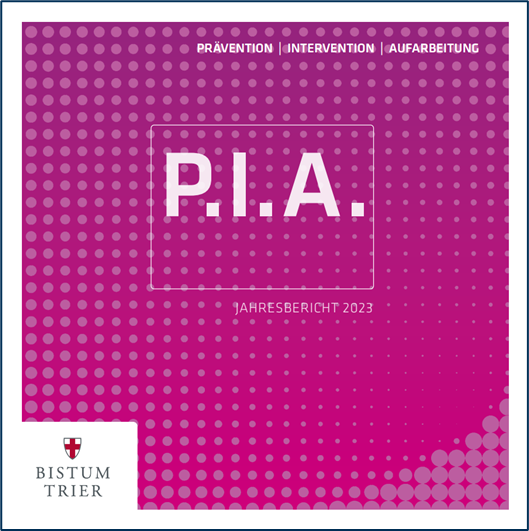 PRÄVENTION | INTERVENTION | AUFARBEITUNG
P.I.A.
JAHRESBERICHT 2023
BISTUM
TRIER